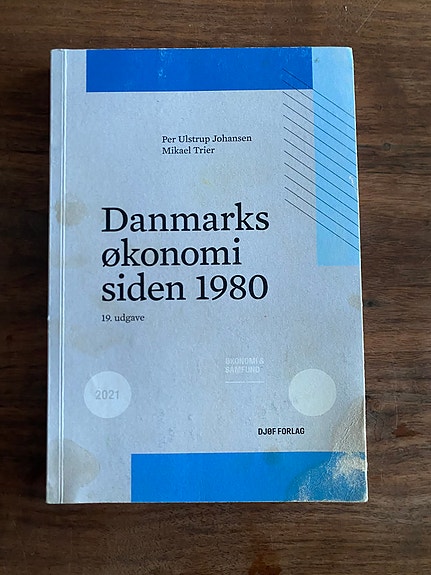 Per Ulstrup Johansen
Mikael Trier
Danmarks
økonomi
siden 1980
19. udgave
ØKONOMI &
SAMFUND
2021
DJØF FORLAG